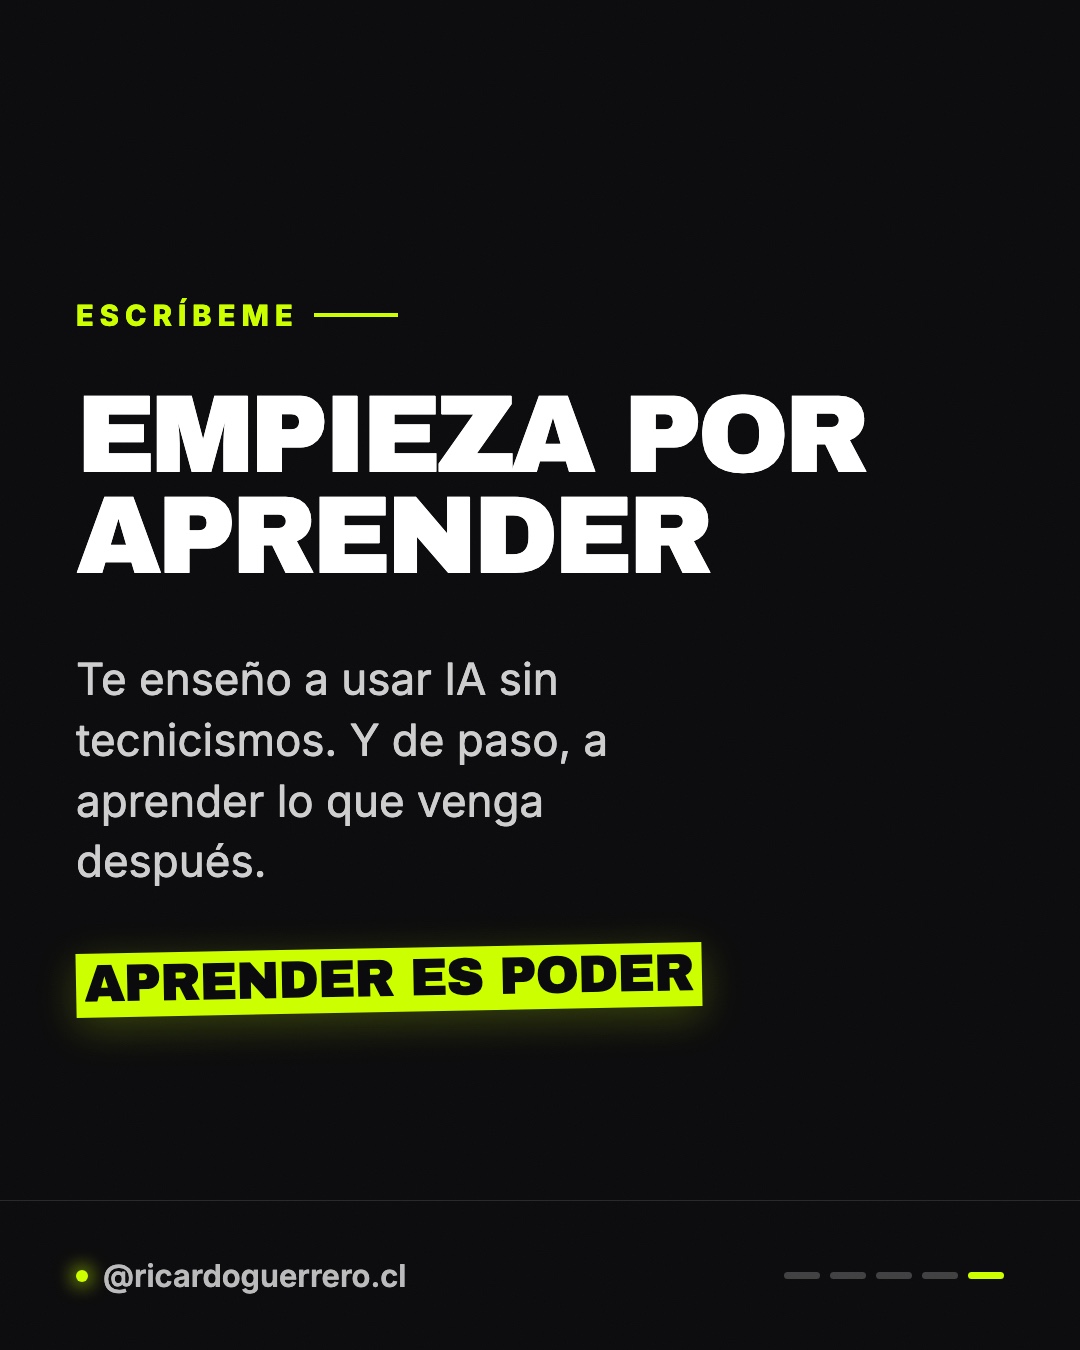 ESCRÍBEME
EMPIEZA POR
APRENDER
Te enseño a usar IA sin
tecnicismos. Y de paso, a
aprender lo que venga
después.
APRENDER ES PODER
@ricardoguerrero.cl